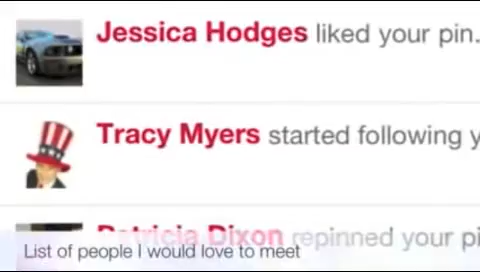 Jessica Hodges liked your pin.
Tracy Myers started following y
Patricia Dixon repinned your pi
List of people I would love to meet